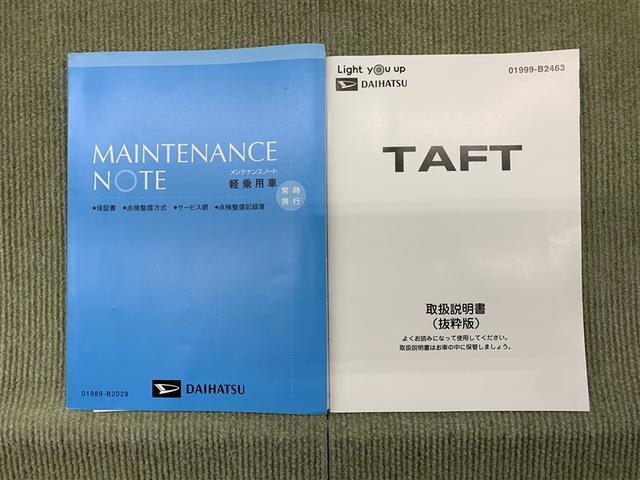 MAINTENANCE
NOTE
メンテナンスノート
軽乗用車
常時
携行
●保証書 ●点検整備方式 ●サービス網 ●点検整備記録簿
01989-B2029
DAIHATSU
Light you up
DAIHATSU
01999-B2463
TAFT
取扱説明書
（抜粋版）
よくお読みになって使用してください。
取扱説明書はお車の中に保管しましょう。